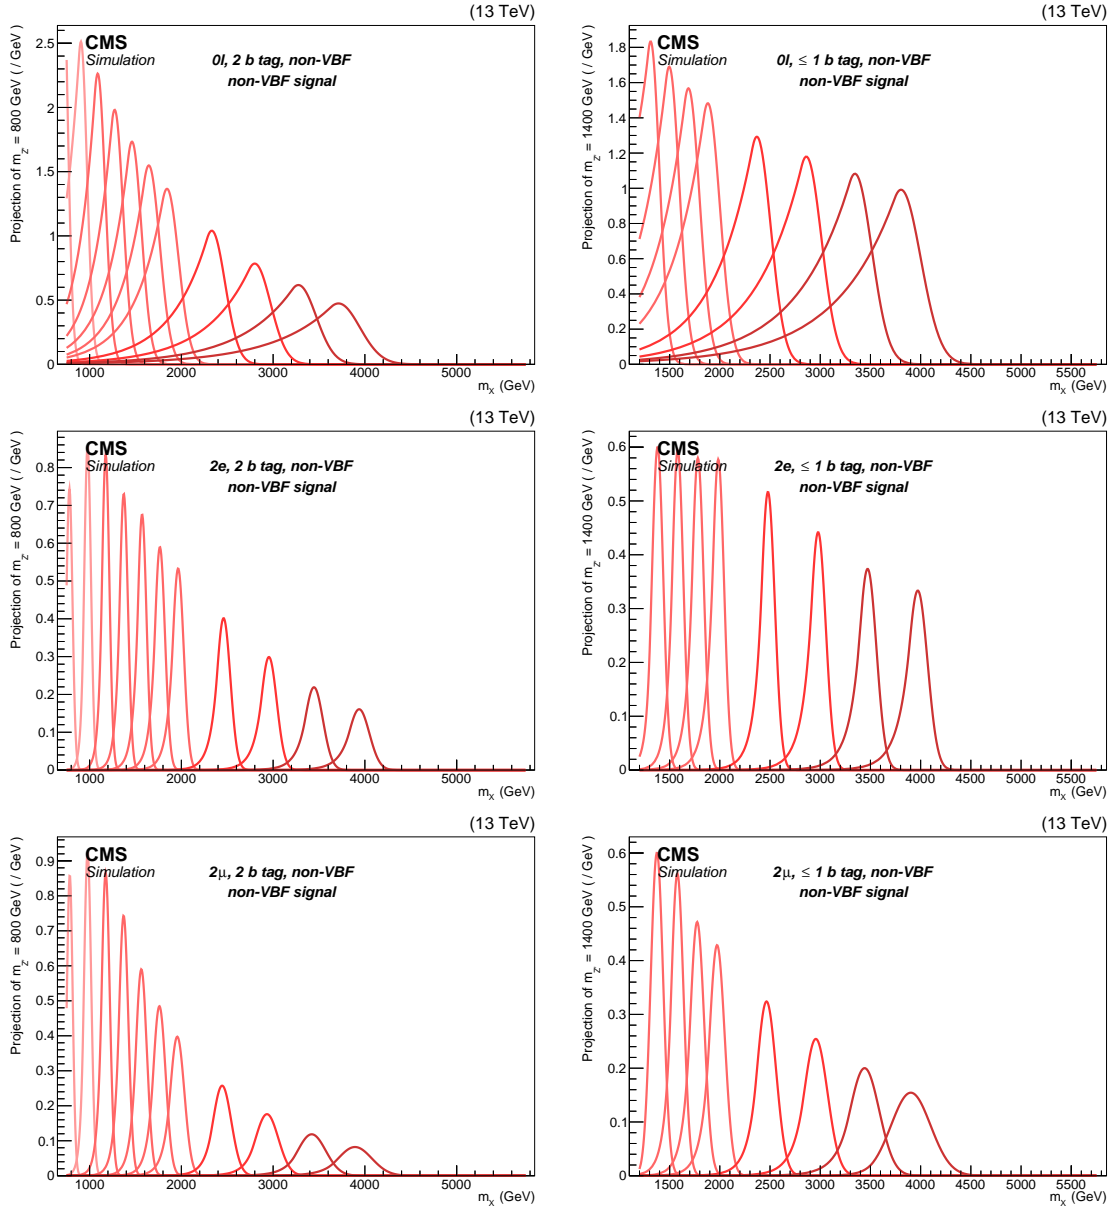 (13 TeV)
CMS
Simulation
0l, 2 b tag, non-VBF
non-VBF signal
Projection of m_Z' = 800 GeV ( / GeV )
2.5
2
1.5
1
0.5
0
1000 2000 3000 4000 5000
m_X (GeV)
(13 TeV)
CMS
Simulation
0l, ≤ 1 b tag, non-VBF
non-VBF signal
Projection of m_Z' = 1400 GeV ( / GeV )
1.8
1.6
1.4
1.2
1.0
0.8
0.6
0.4
0.2
0
1500 2000 2500 3000 3500 4000 4500 5000 5500
m_X (GeV)
(13 TeV)
CMS
Simulation
2e, 2 b tag, non-VBF
non-VBF signal
Projection of m_Z' = 800 GeV ( / GeV )
0.8
0.7
0.6
0.5
0.4
0.3
0.2
0.1
0
1000 2000 3000 4000 5000
m_X (GeV)
(13 TeV)
CMS
Simulation
2e, ≤ 1 b tag, non-VBF
non-VBF signal
Projection of m_Z' = 1400 GeV ( / GeV )
0.6
0.5
0.4
0.3
0.2
0.1
0
1500 2000 2500 3000 3500 4000 4500 5000 5500
m_X (GeV)
(13 TeV)
CMS
Simulation
2μ, 2 b tag, non-VBF
non-VBF signal
Projection of m_Z' = 800 GeV ( / GeV )
0.9
0.8
0.7
0.6
0.5
0.4
0.3
0.2
0.1
0
1000 2000 3000 4000 5000
m_X (GeV)
(13 TeV)
CMS
Simulation
2μ, ≤ 1 b tag, non-VBF
non-VBF signal
Projection of m_Z' = 1400 GeV ( / GeV )
0.6
0.5
0.4
0.3
0.2
0.1
0
1500 2000 2500 3000 3500 4000 4500 5000 5500
m_X (GeV)